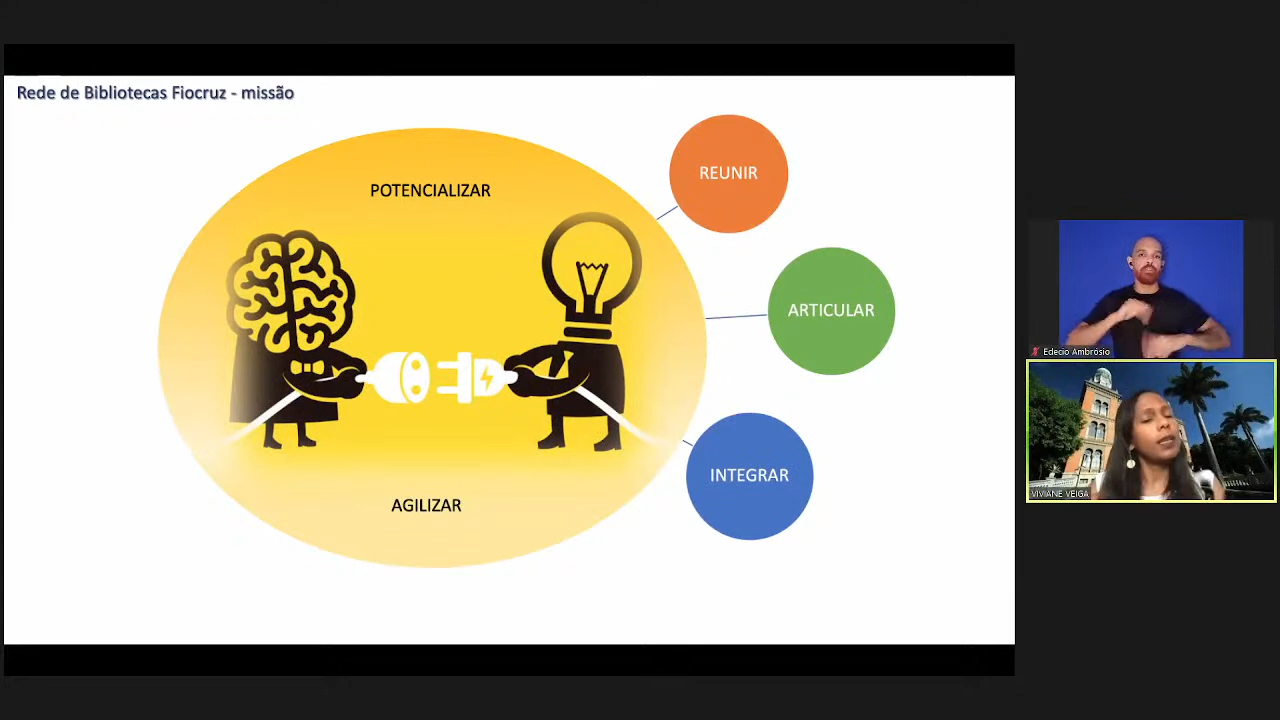 Rede de Bibliotecas Fiocruz - missão
POTENCIALIZAR
REUNIR
ARTICULAR
INTEGRAR
AGILIZAR
Edecio Ambrósio
VIVIANE VEIGA